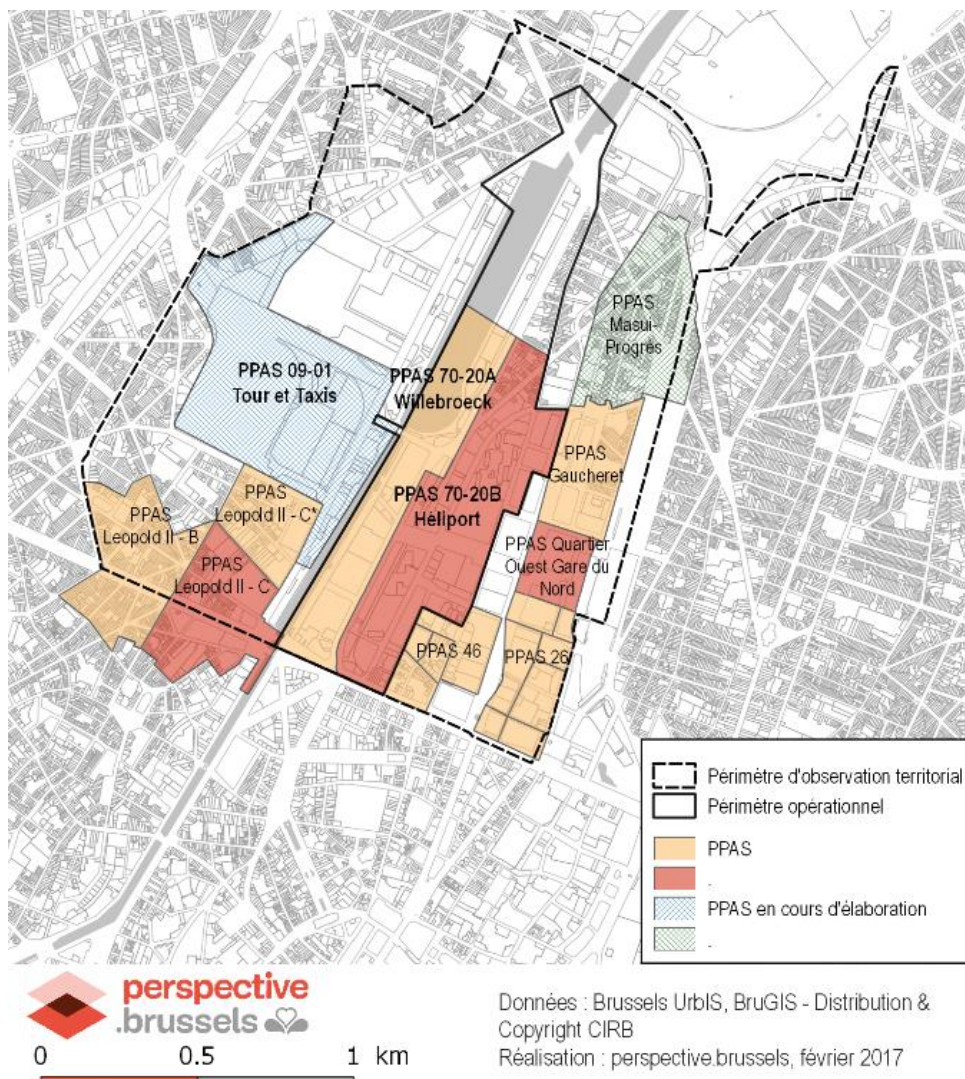 PPAS
Masui-
Progrès
PPAS 09-01
Tour et Taxis
PPAS 70-20A
Willebroeck
PPAS
Gaucheret
PPAS
Leopold II - C*
PPAS
Leopold II - B
PPAS 70-20B
Héliport
PPAS Quartier
Ouest Gare du
Nord
PPAS
Leopold II - C
PPAS 46
PPAS 26
Périmètre d'observation territorial
Périmètre opérationnel
PPAS
.
PPAS en cours d'élaboration
.
perspective
.brussels
0 0.5 1 km
Données : Brussels UrbIS, BruGIS - Distribution &
Copyright CIRB
Réalisation : perspective.brussels, février 2017